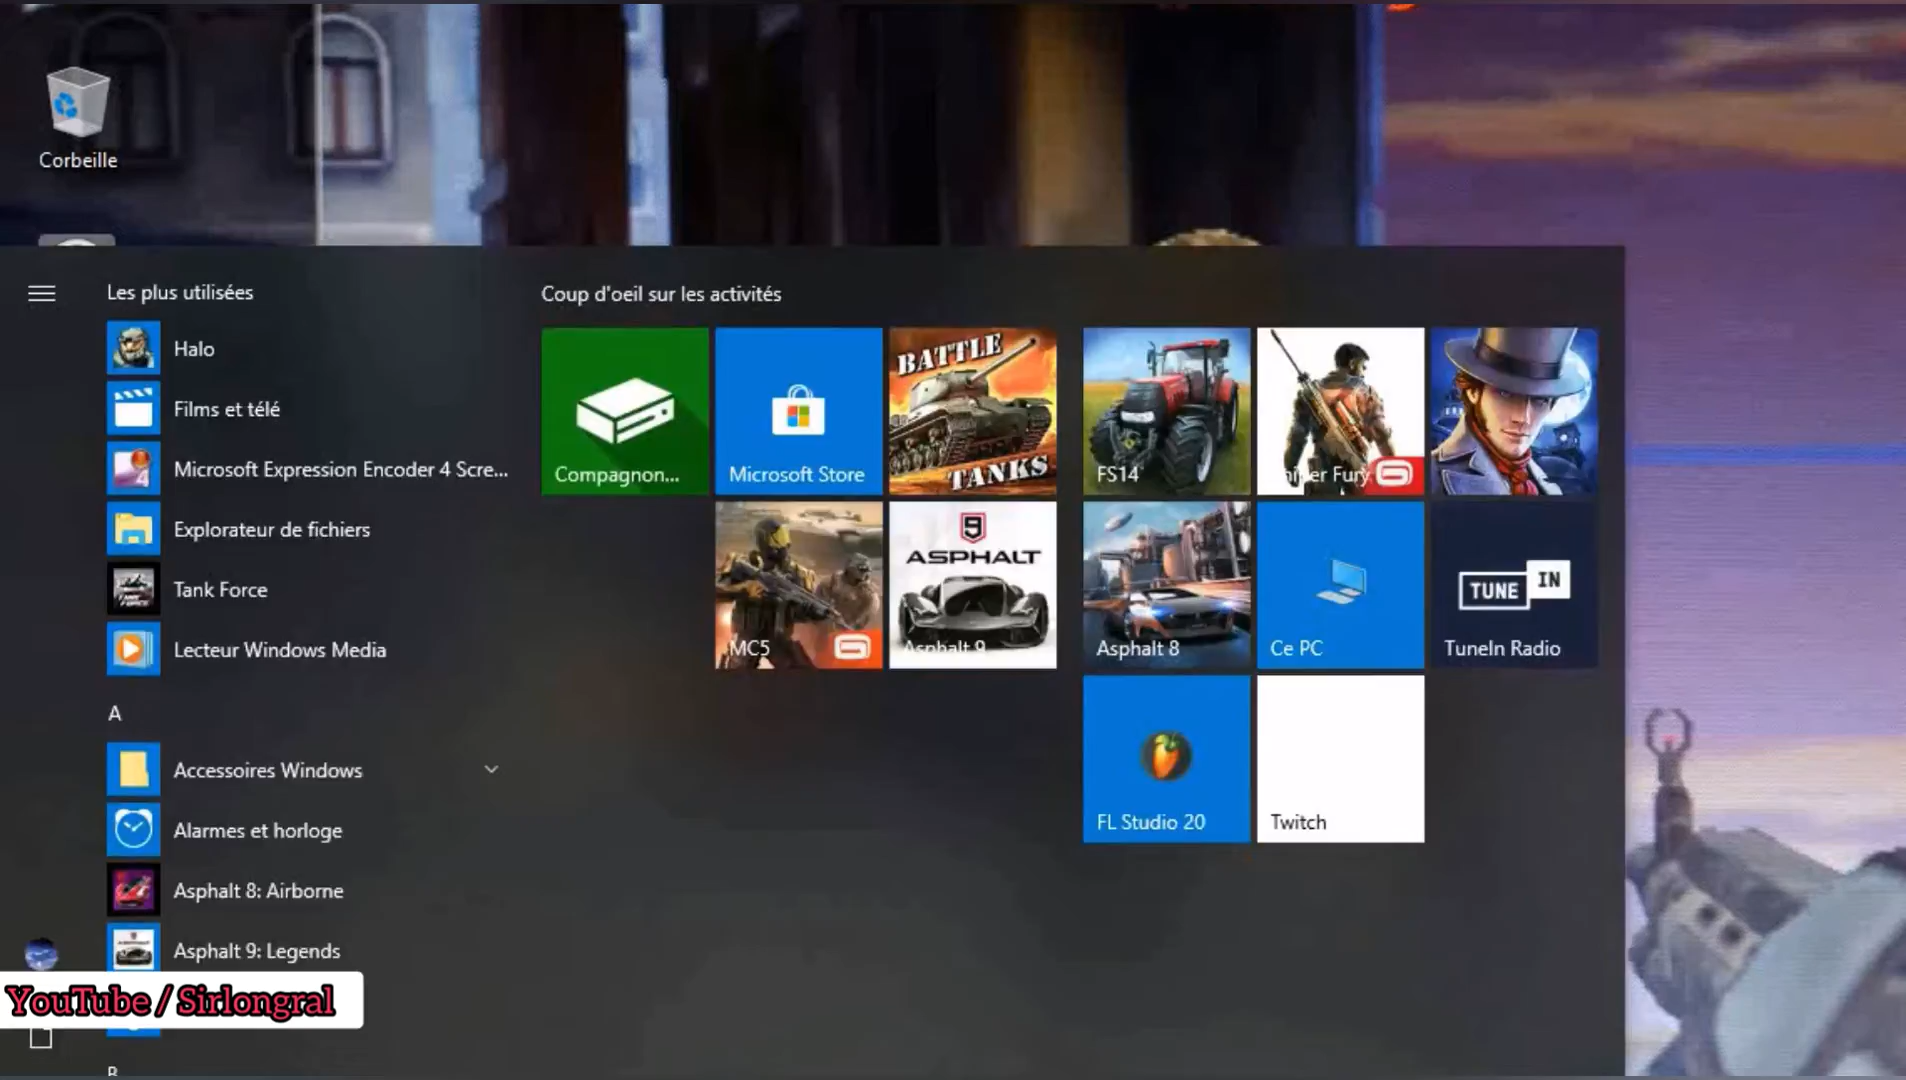 Corbeille
Les plus utilisées
Halo
Films et télé
Microsoft Expression Encoder 4 Scre...
Explorateur de fichiers
Tank Force
Lecteur Windows Media
A
Accessoires Windows
Alarmes et horloge
Asphalt 8: Airborne
Asphalt 9: Legends
YouTube / Sirlongral
Coup d'oeil sur les activités
Compagnon...
Microsoft Store
BATTLE
TANKS
FS14
Sniper Fury
MC5
9
ASPHALT
Asphalt 9
Asphalt 8
Ce PC
TUNE IN
TuneIn Radio
FL Studio 20
Twitch